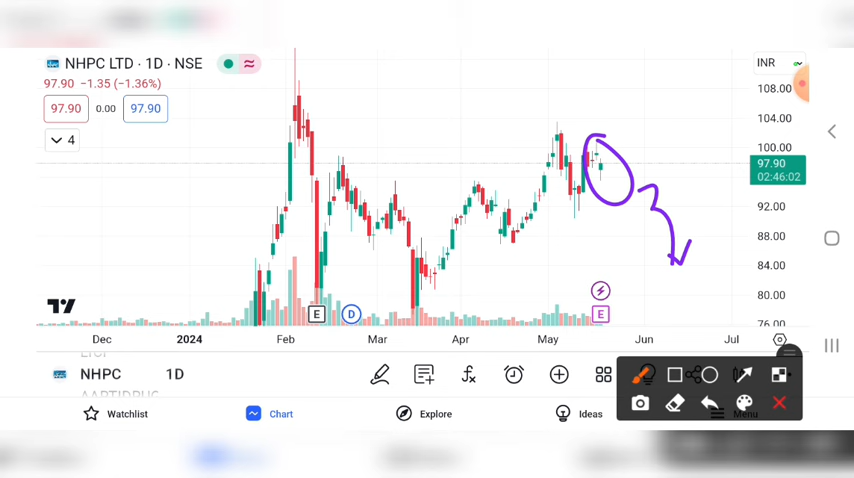 NHPC LTD · 1D · NSE
97.90 −1.35 (−1.36%)
97.90 0.00 97.90
4
INR
108.00
104.00
100.00
97.90
02:46:02
92.00
88.00
84.00
80.00
76.00
E D E
Dec 2024 Feb Mar Apr May Jun Jul
NHPC 1D
Watchlist Chart Explore Ideas Menu